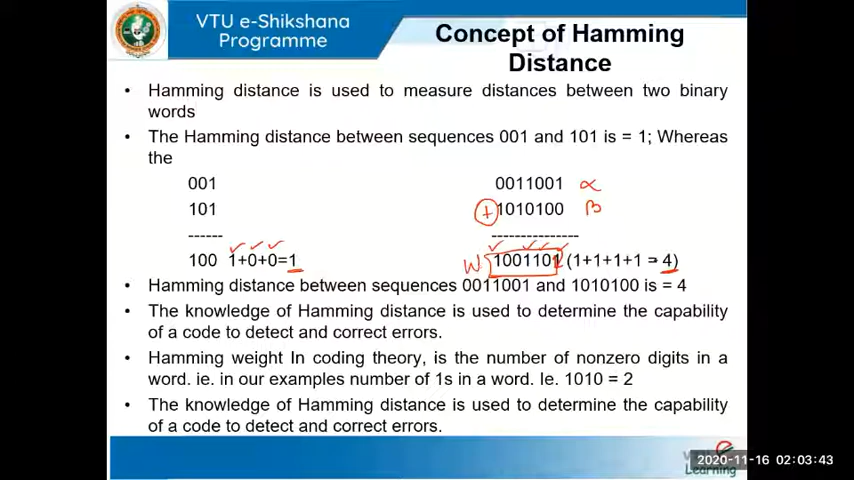 VTU e-Shikshana
Programme
Concept of Hamming
Distance
• Hamming distance is used to measure distances between two binary
words
• The Hamming distance between sequences 001 and 101 is = 1; Whereas
the
001 0011001 α
101 + 1010100 β
------ ---------------
100 1+0+0=1 W 1001101 (1+1+1+1 = 4)
• Hamming distance between sequences 0011001 and 1010100 is = 4
• The knowledge of Hamming distance is used to determine the capability
of a code to detect and correct errors.
• Hamming weight In coding theory, is the number of nonzero digits in a
word. ie. in our examples number of 1s in a word. Ie. 1010 = 2
• The knowledge of Hamming distance is used to determine the capability
of a code to detect and correct errors.
2020-11-16 02:03:43
Learning